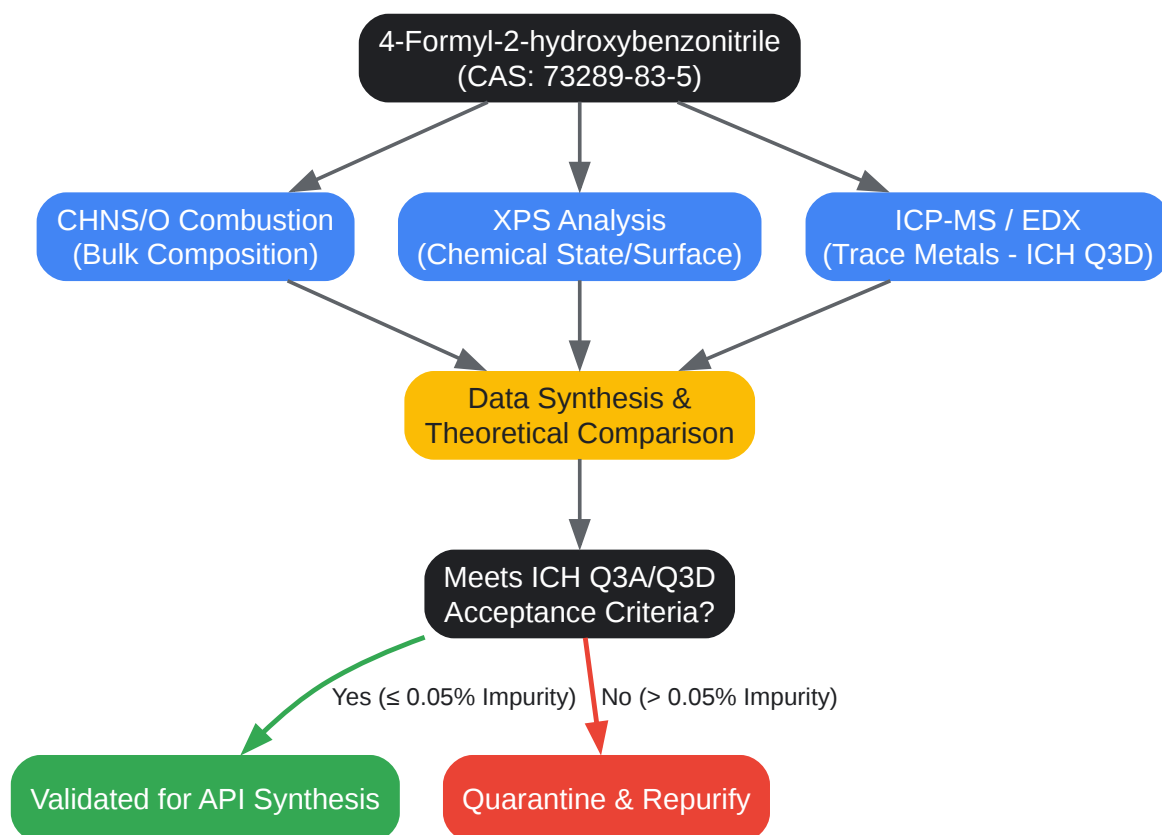 4-Formyl-2-hydroxybenzonitrile
(CAS: 73289-83-5)
CHNS/O Combustion
(Bulk Composition)
XPS Analysis
(Chemical State/Surface)
ICP-MS / EDX
(Trace Metals - ICH Q3D)
Data Synthesis &
Theoretical Comparison
Meets ICH Q3A/Q3D
Acceptance Criteria?
Yes (≤ 0.05% Impurity)
No (> 0.05% Impurity)
Validated for API Synthesis
Quarantine & Repurify